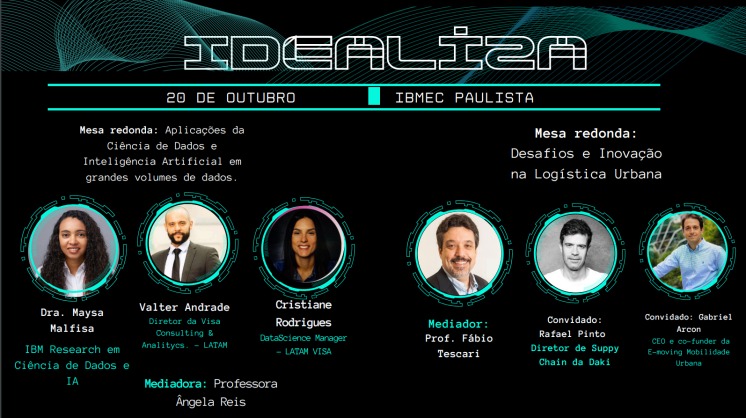 IDEALIZA
20 DE OUTUBRO
IBMEC PAULISTA
Mesa redonda: Aplicações da
Ciência de Dados e
Inteligência Artificial em
grandes volumes de dados.
Dra. Maysa
Malfisa
IBM Research em
Ciência de Dados e
IA
Valter Andrade
Diretor da Visa
Consulting &
Analitycs. – LATAM
Cristiane
Rodrigues
DataScience Manager
– LATAM VISA
Mediadora: Professora
Ângela Reis
Mesa redonda:
Desafios e Inovação
na Logística Urbana
Mediador:
Prof. Fábio
Tescari
Convidado:
Rafael Pinto
Diretor de Suppy
Chain da Daki
Convidado: Gabriel
Arcon
CEO e co-funder da
E-moving Mobilidade
Urbana